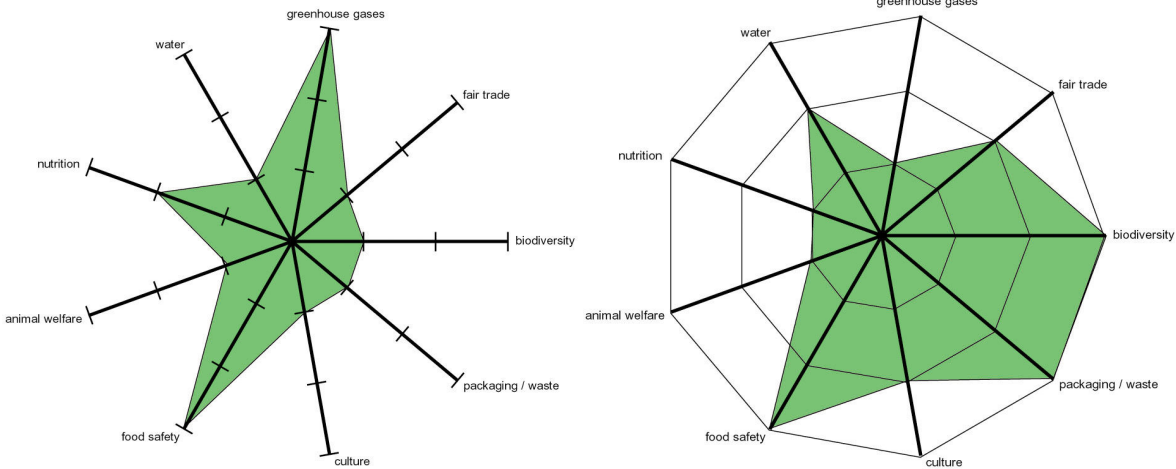 greenhouse gases
water
fair trade
nutrition
biodiversity
animal welfare
packaging / waste
food safety
culture
greenhouse gases
water
fair trade
nutrition
biodiversity
animal welfare
packaging / waste
food safety
culture